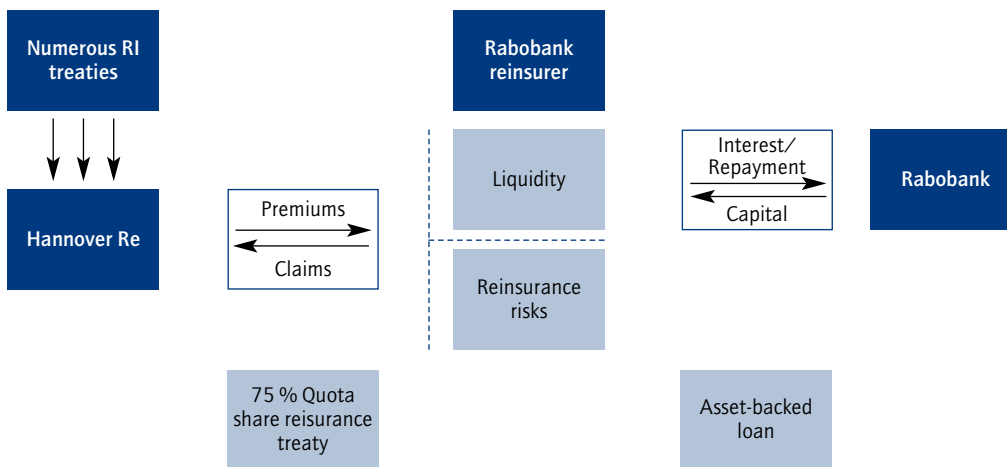 Numerous RI
treaties
Rabobank
reinsurer
Liquidity
Interest/
Repayment
Capital
Rabobank
Hannover Re
Premiums
Claims
Reinsurance
risks
75 % Quota
share reisurance
treaty
Asset-backed
loan